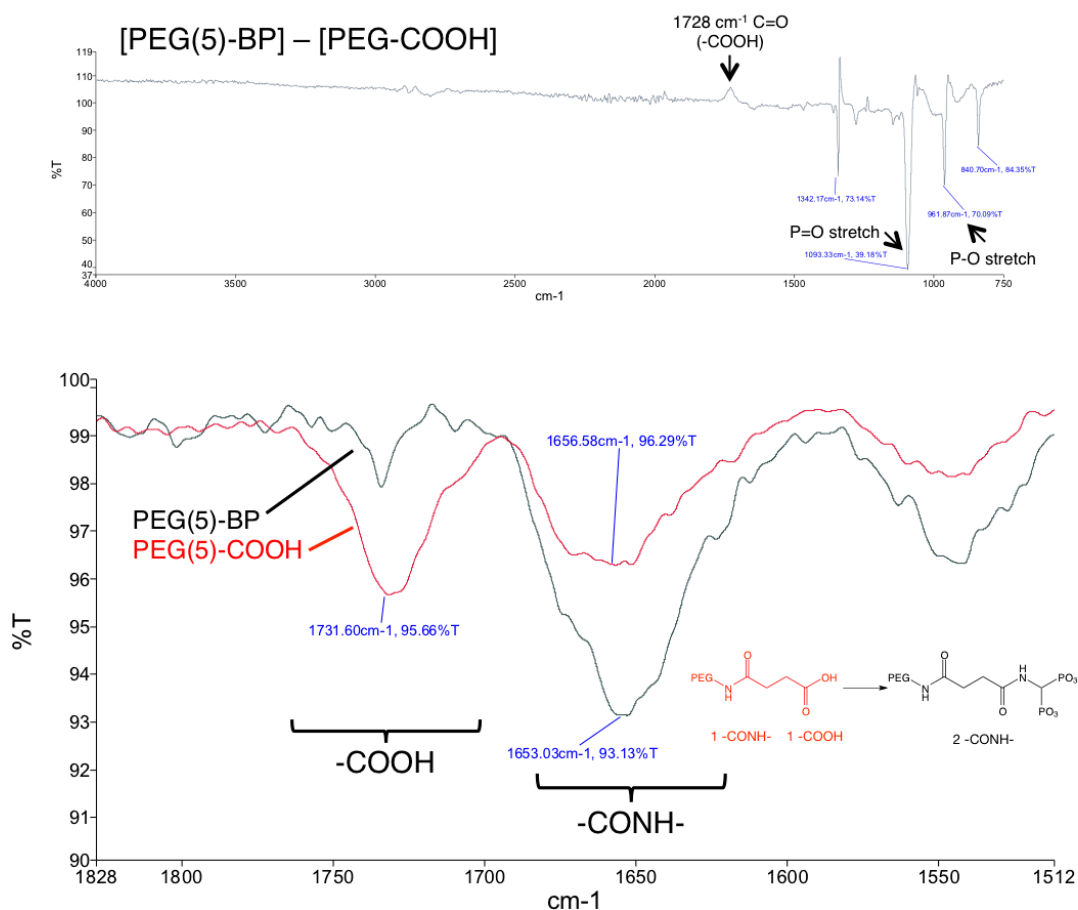 [PEG(5)-BP] – [PEG-COOH]
1728 cm⁻¹ C=O
(-COOH)
119
110
100
90
80
70
60
50
40
37
%T
4000
3500
3000
2500
2000
1500
1000
750
cm-1
1342.17cm-1, 73.14%T
840.70cm-1, 84.35%T
961.87cm-1, 70.09%T
P=O stretch
1093.33cm-1, 39.18%T
P-O stretch
100
99
98
97
96
95
94
93
92
91
90
%T
1828
1800
1750
1700
1650
1600
1550
1512
cm-1
PEG(5)-BP
PEG(5)-COOH
1656.58cm-1, 96.29%T
1731.60cm-1, 95.66%T
1653.03cm-1, 93.13%T
-COOH
-CONH-
PEG
N
H
O
OH
O
1 -CONH- 1 -COOH
PEG
N
H
O
O
H
N
PO₃
PO₃
2 -CONH-